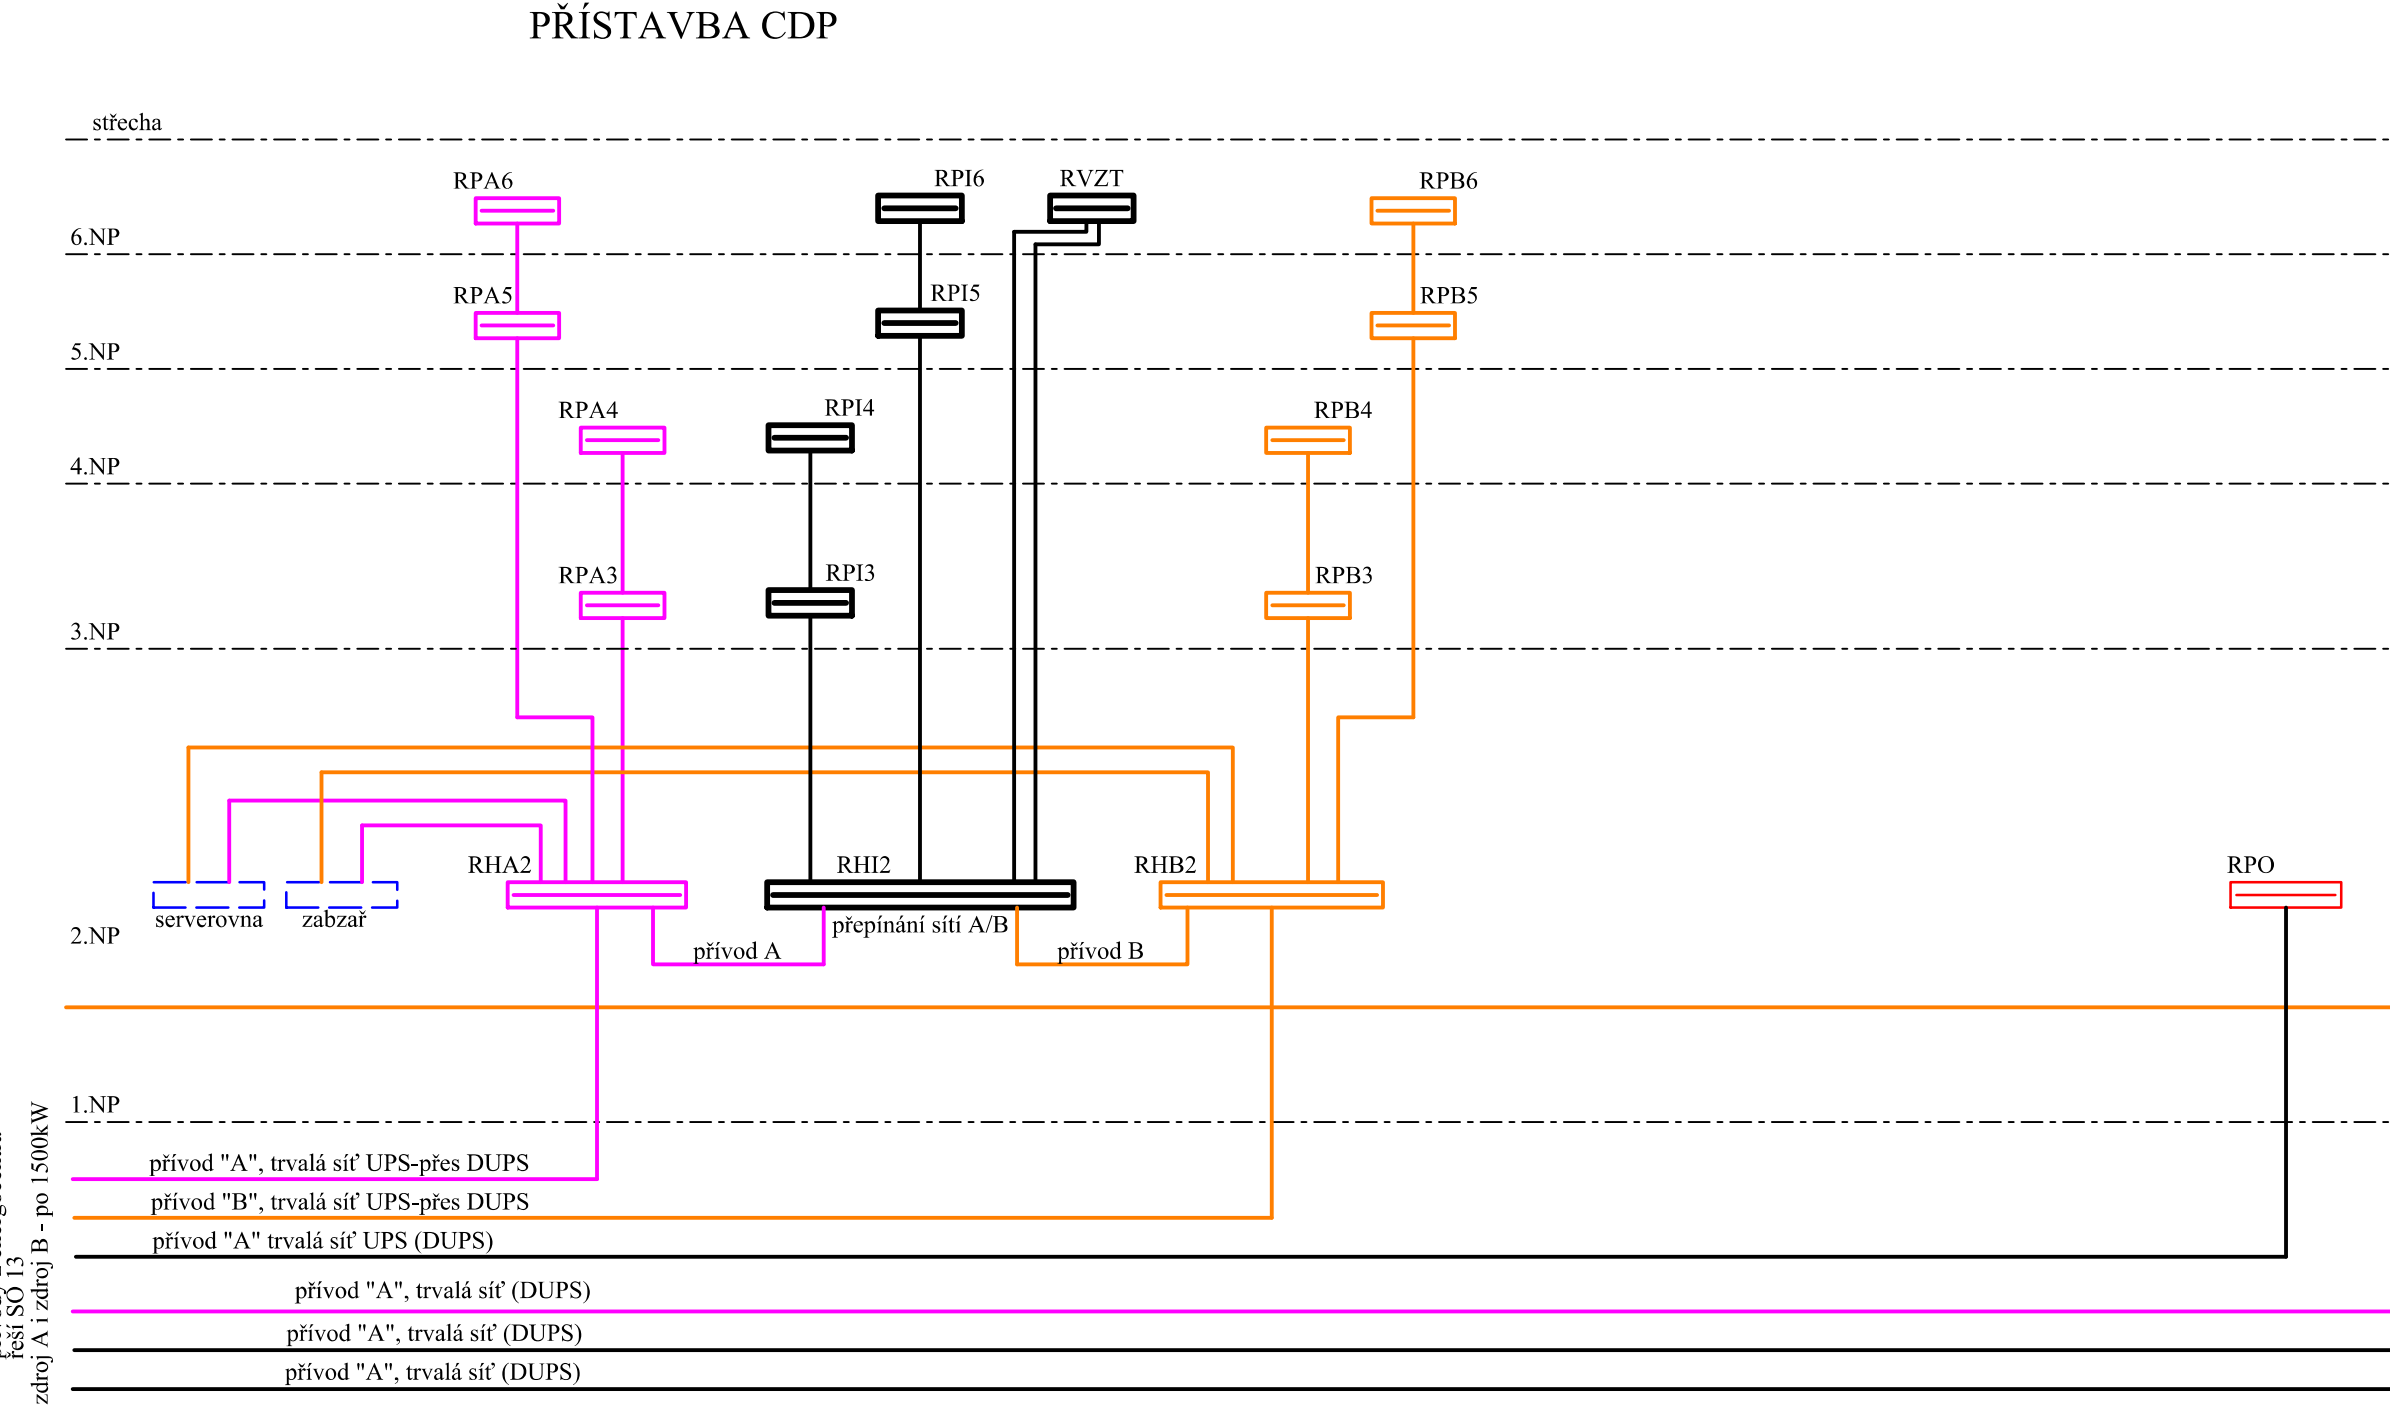 PŘÍSTAVBA CDP
střecha
RPA6
RPI6
RVZT
RPB6
6.NP
RPA5
RPI5
RPB5
5.NP
RPA4
RPI4
RPB4
4.NP
RPA3
RPI3
RPB3
3.NP
RHA2
RHI2
RHB2
RPO
serverovna
zabzař
přepínání sítí A/B
2.NP
přívod A
přívod B
1.NP
přívod "A", trvalá síť UPS-přes DUPS
přívod "B", trvalá síť UPS-přes DUPS
přívod "A" trvalá síť UPS (DUPS)
přívod "A", trvalá síť (DUPS)
přívod "A", trvalá síť (DUPS)
přívod "A", trvalá síť (DUPS)
řeší SO 13
zdroj A i zdroj B - po 1500kW